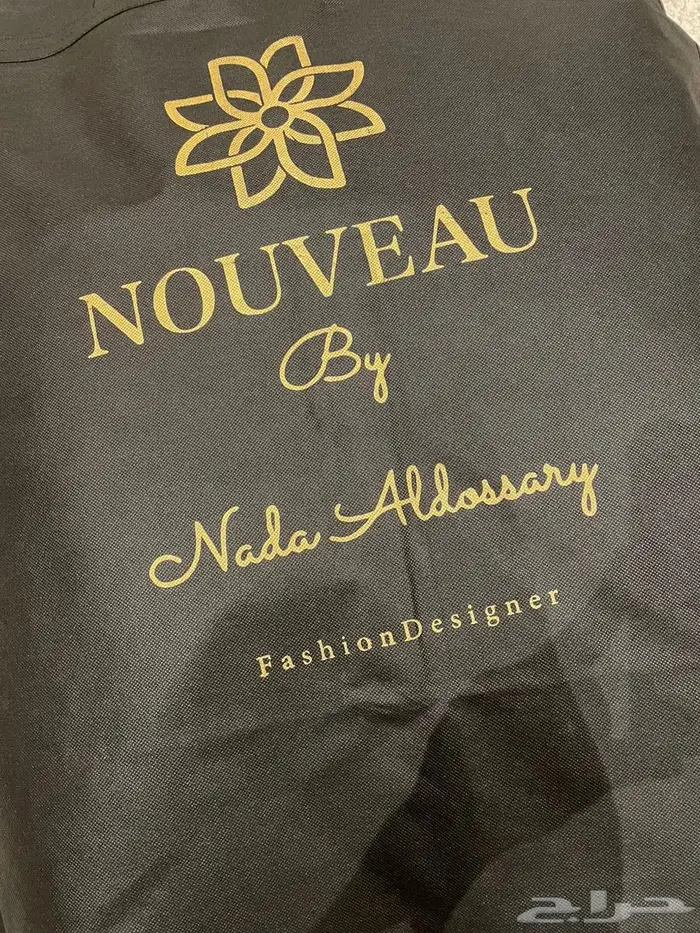 NOUVEAU
By
Nada Aldossary
FashionDesigner
حراج